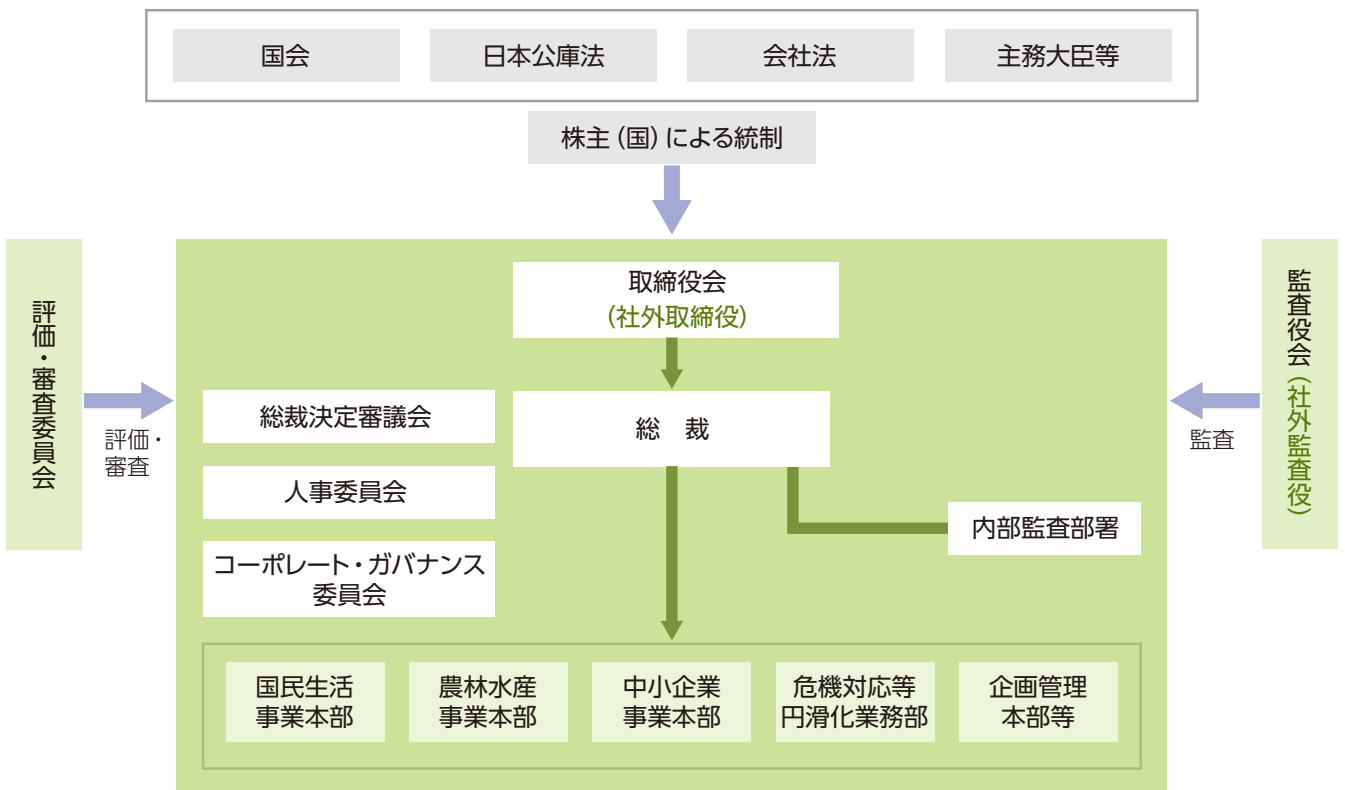 国会
日本公庫法
会社法
主務大臣等
株主（国）による統制
評価・審査委員会
評価・
審査
取締役会
（社外取締役）
総　裁
総裁決定審議会
人事委員会
コーポレート・ガバナンス
委員会
内部監査部署
監査
監査役会（社外監査役）
国民生活
事業本部
農林水産
事業本部
中小企業
事業本部
危機対応等
円滑化業務部
企画管理
本部等